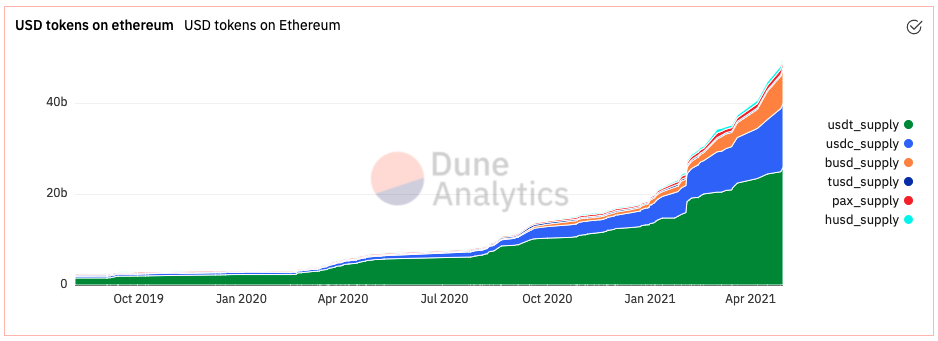 USD tokens on ethereum USD tokens on Ethereum
40b
20b
0
Oct 2019 Jan 2020 Apr 2020 Jul 2020 Oct 2020 Jan 2021 Apr 2021
Dune
Analytics
usdt_supply
usdc_supply
busd_supply
tusd_supply
pax_supply
husd_supply